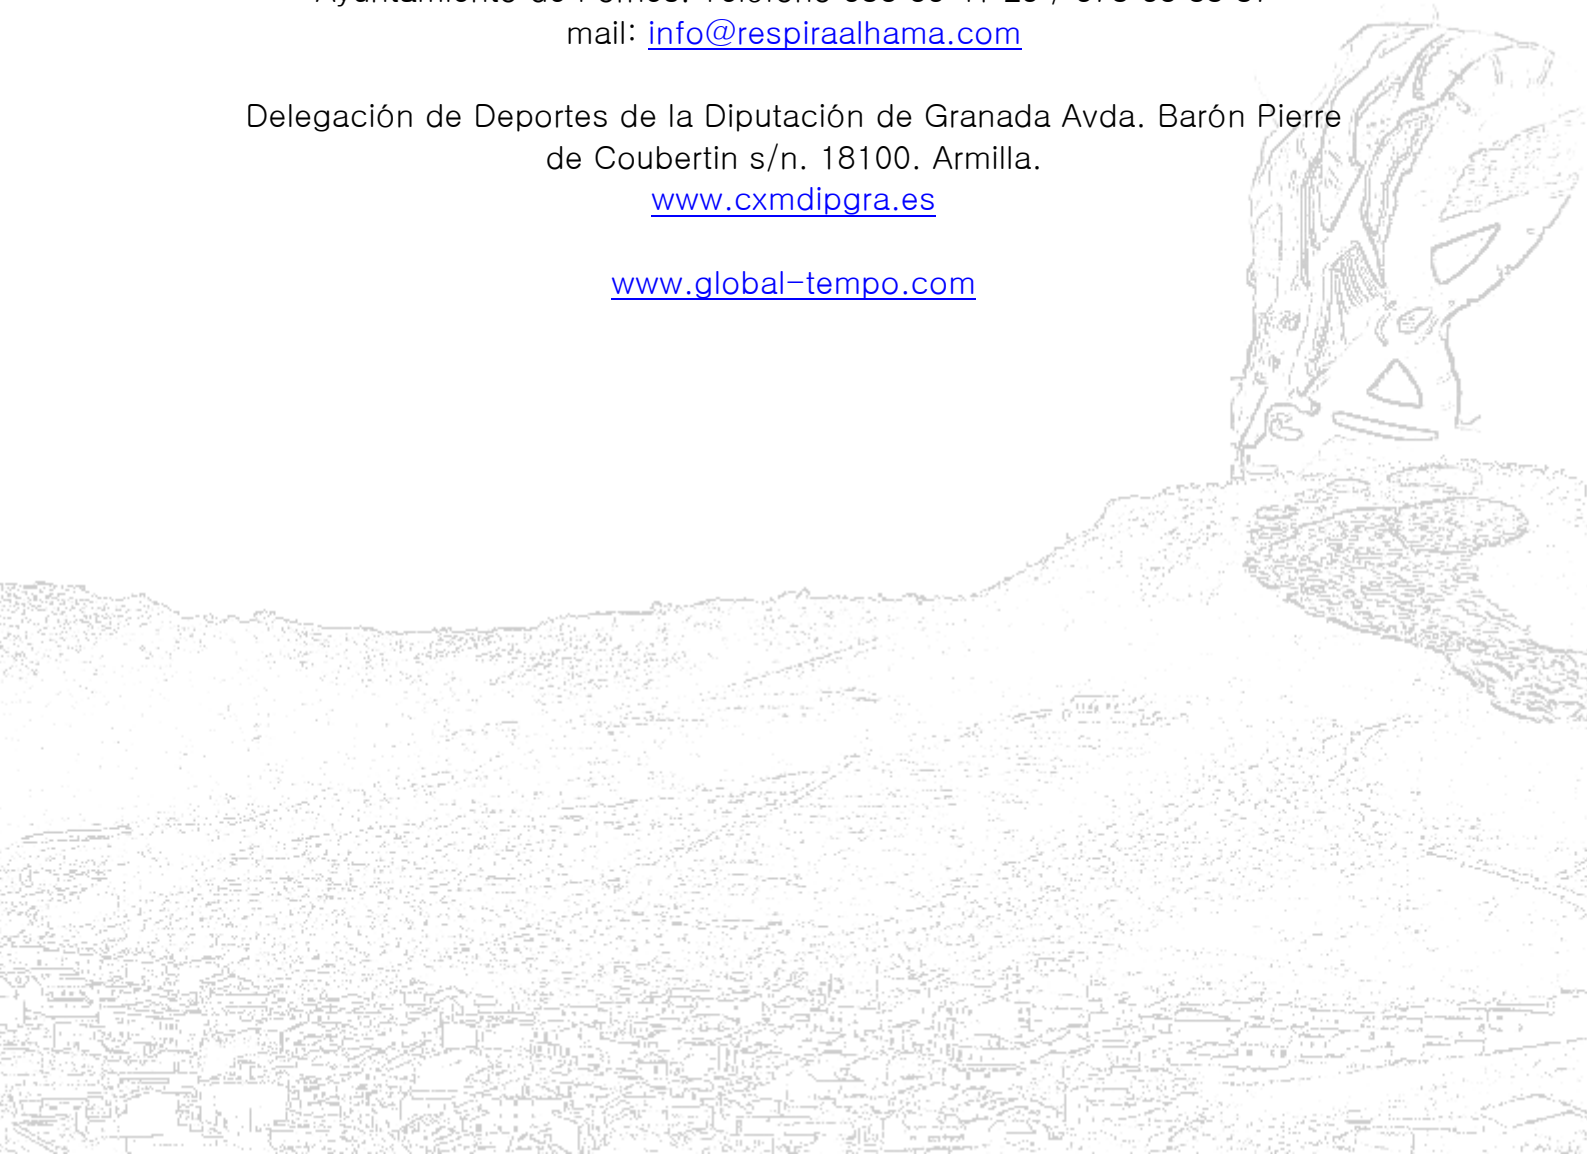 mail: info@respiraalhama.com
Delegación de Deportes de la Diputación de Granada Avda. Barón Pierre
de Coubertin s/n. 18100. Armilla.
www.cxmdipgra.es
www.global-tempo.com